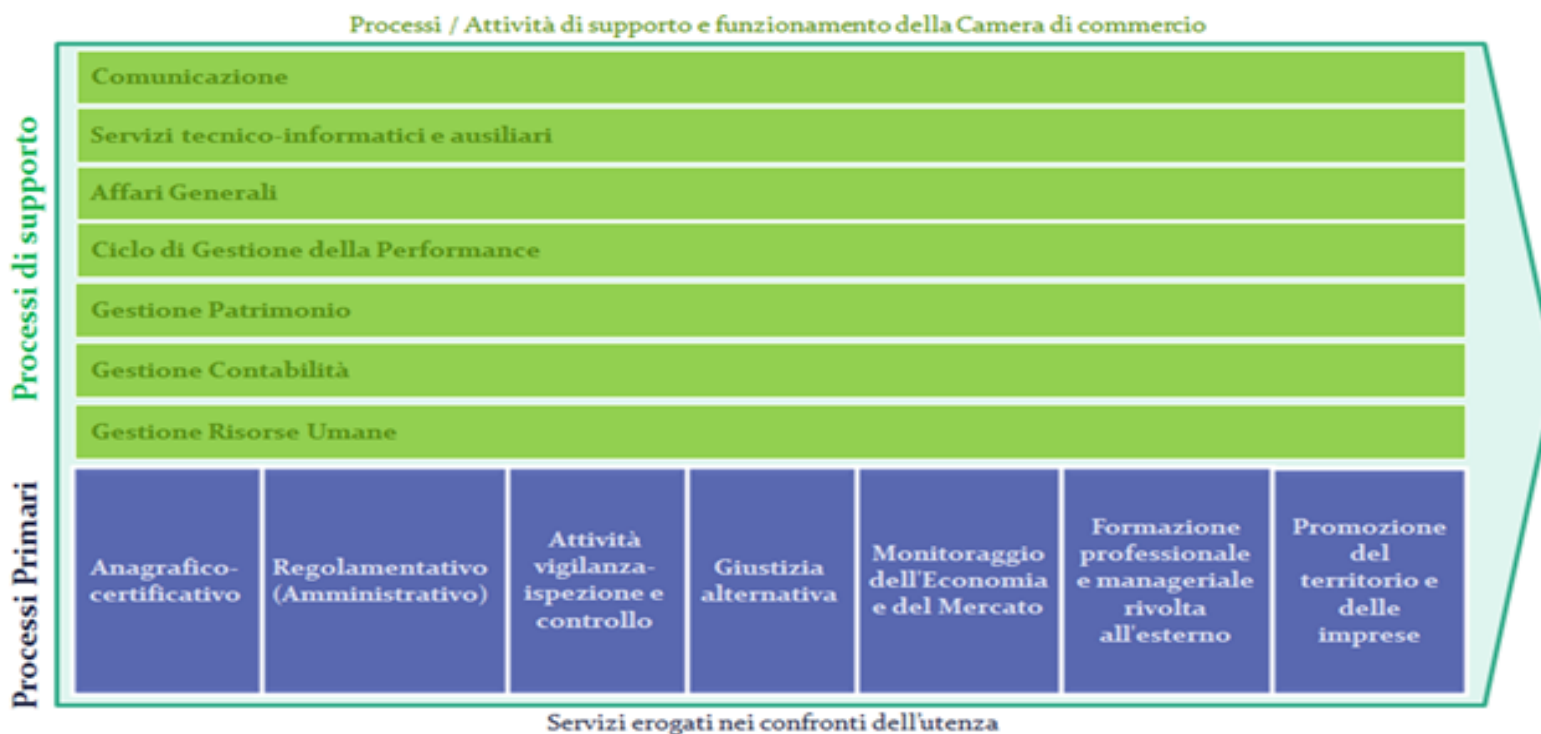 Processi / Attività di supporto e funzionamento della Camera di commercio
Processi di supporto
Comunicazione
Servizi tecnico-informatici e ausiliari
Affari Generali
Ciclo di Gestione della Performance
Gestione Patrimonio
Gestione Contabilità
Gestione Risorse Umane
Processi Primari
Anagrafico-
certificativo
Regolamentativo
(Amministrativo)
Attività
vigilanza-
ispezione e
controllo
Giustizia
alternativa
Monitoraggio
dell'Economia
e del Mercato
Formazione
professionale
e manageriale
rivolta
all'esterno
Promozione
del
territorio e
delle
imprese
Servizi erogati nei confronti dell'utenza